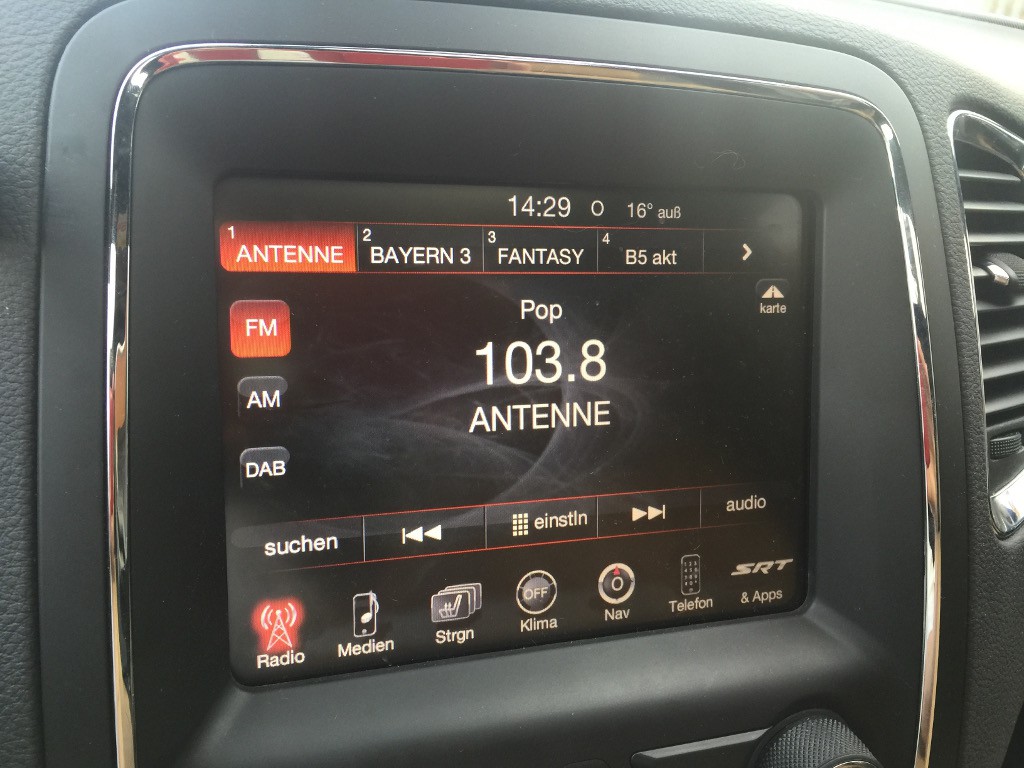 14:29 O 16° auß
1 ANTENNE 2 BAYERN 3 3 FANTASY 4 B5 akt >
Pop
karte
FM
103.8
AM
ANTENNE
DAB
suchen einstln audio
Radio Medien Strgn OFF Klima O Nav Telefon SRT & Apps